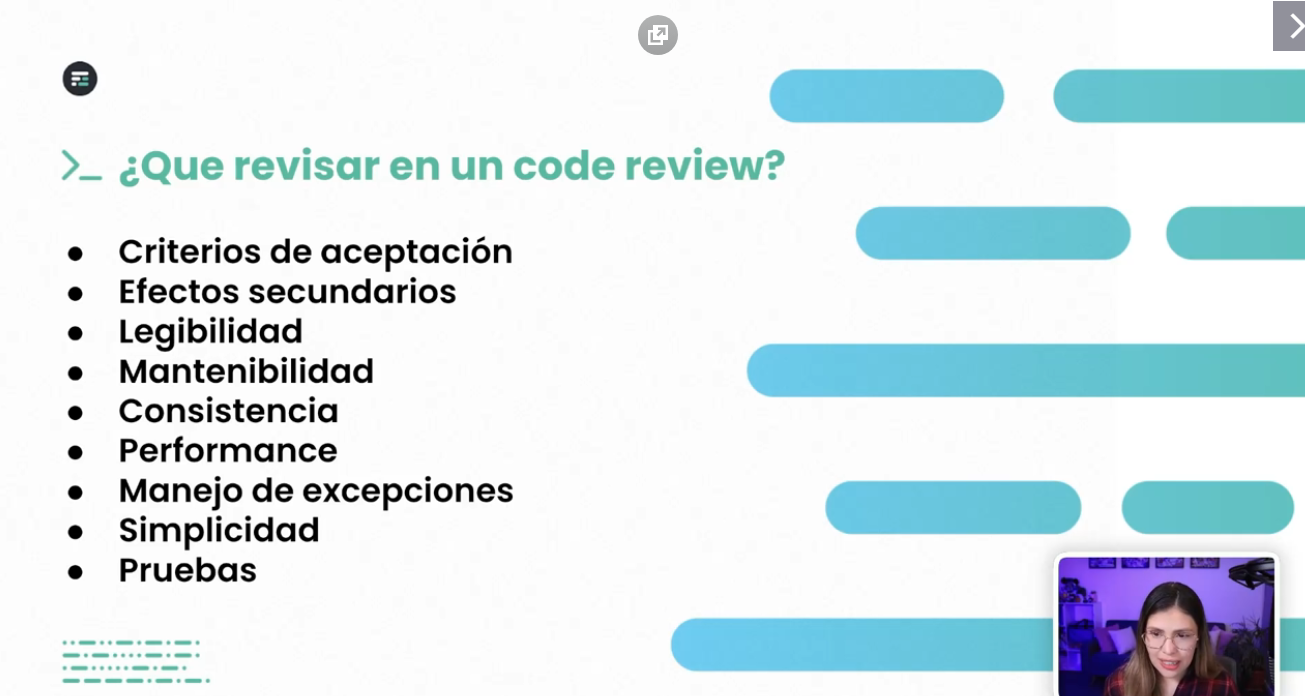 ¿Que revisar en un code review?
Criterios de aceptación
Efectos secundarios
Legibilidad
Mantenibilidad
Consistencia
Performance
Manejo de excepciones
Simplicidad
Pruebas